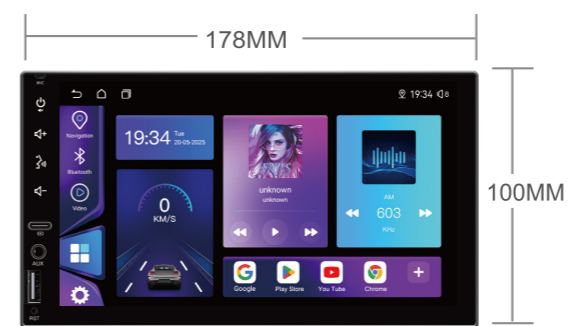 178MM
100MM
MIC
19:34
8
Navigation
Bluetooth
Video
19:34
Tue
20-05-2025
0
KM/S
unknown
unknown
AM
603
KHz
Google
Play Store
You Tube
Chrome
AUX
RST